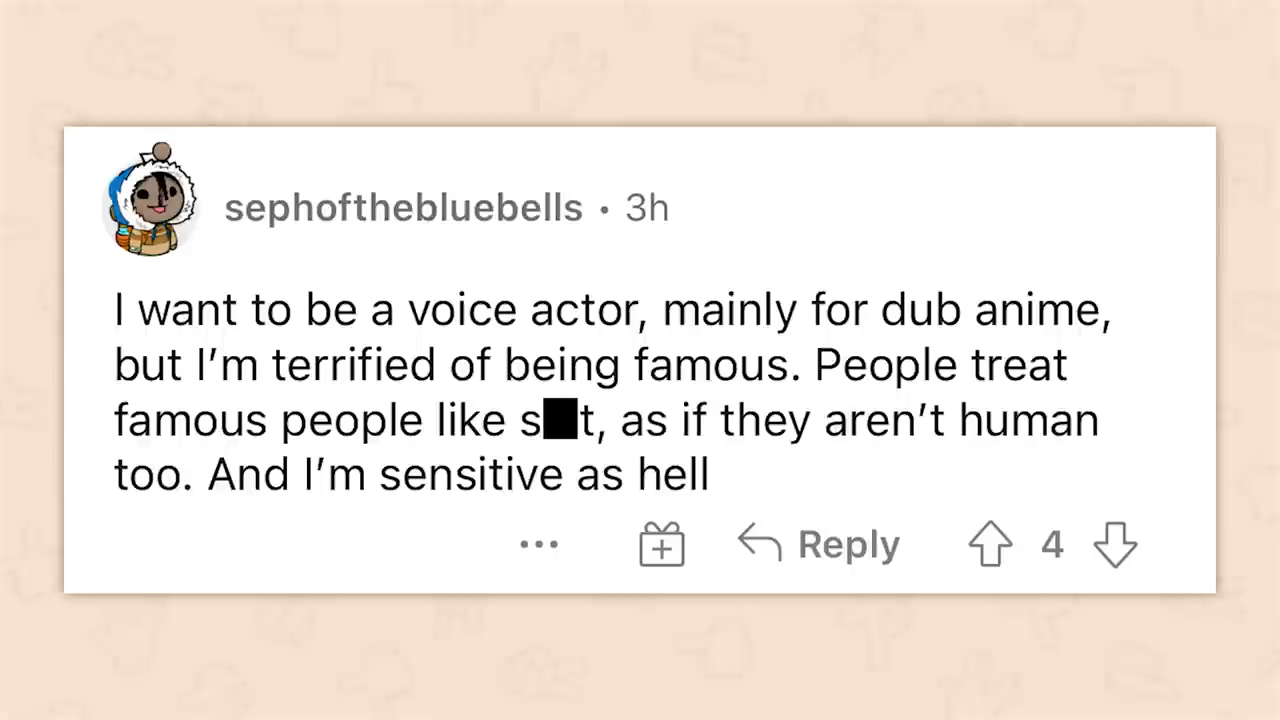 sephofthebluebells · 3h
I want to be a voice actor, mainly for dub anime,
but I’m terrified of being famous. People treat
famous people like s■t, as if they aren’t human
too. And I’m sensitive as hell
Reply 4